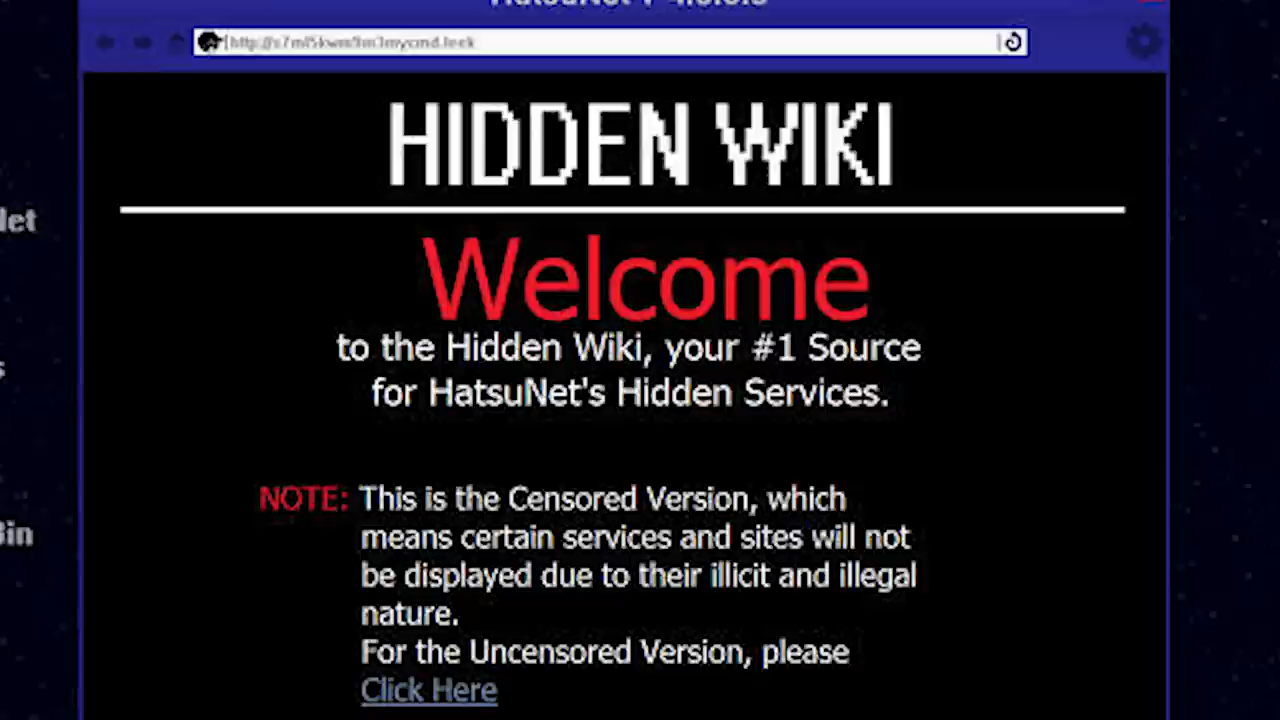 HIDDEN WIKI
Welcome
to the Hidden Wiki, your #1 Source
for HatsuNet's Hidden Services.
NOTE: This is the Censored Version, which
means certain services and sites will not
be displayed due to their illicit and illegal
nature.
For the Uncensored Version, please
Click Here
Bin